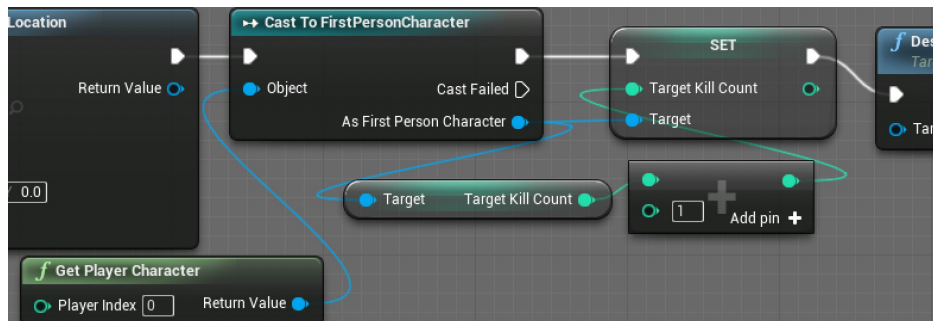 Location
Cast To FirstPersonCharacter
SET
f Des
Tar
Return Value
Object
Cast Failed
Target Kill Count
As First Person Character
Target
Tar
/ 0.0
Target
Target Kill Count
1
Add pin +
f Get Player Character
Player Index 0
Return Value